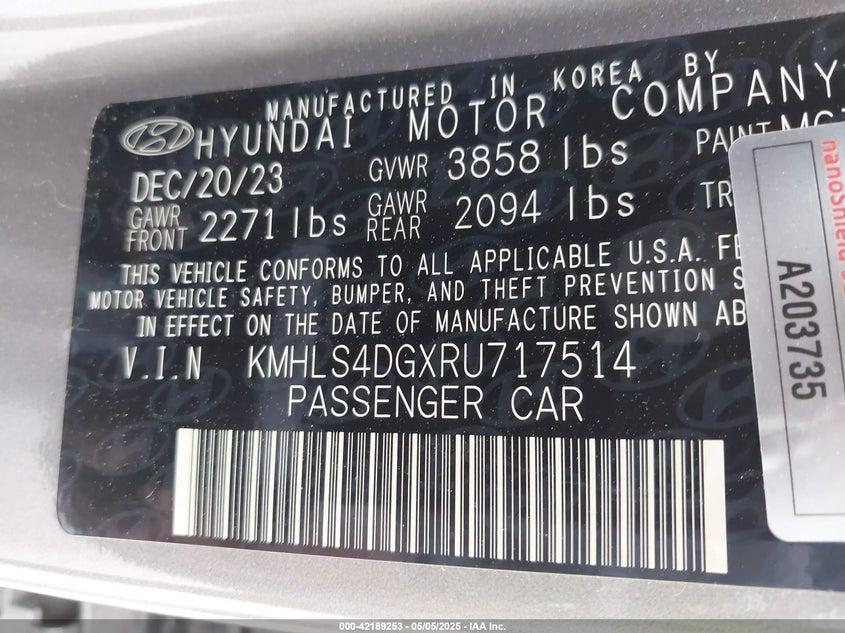 MANUFACTURED IN KOREA BY
HYUNDAI MOTOR COMPANY
DEC/20/23 GVWR 3858 lbs PAINT
GAWR FRONT 2271 lbs GAWR REAR 2094 lbs
THIS VEHICLE CONFORMS TO ALL APPLICABLE U.S.A.
MOTOR VEHICLE SAFETY, BUMPER, AND THEFT PREVENTION
IN EFFECT ON THE DATE OF MANUFACTURE SHOWN
V.I.N KMHLS4DGXRU717514
PASSENGER CAR
nanoShield
A203735
000-42189253 - 05/05/2025 - IAA Inc.